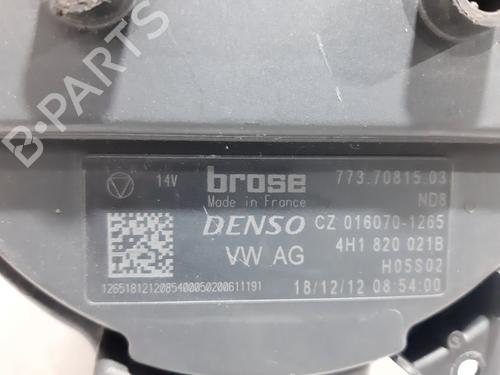 B-PARTS
14V brose 773.70815.03
Made in France ND8
DENSO CZ 016070-1265
VW AG 4H1 820 021B
H05S02
1265181212085400050200611191 18/12/12 08:54:00